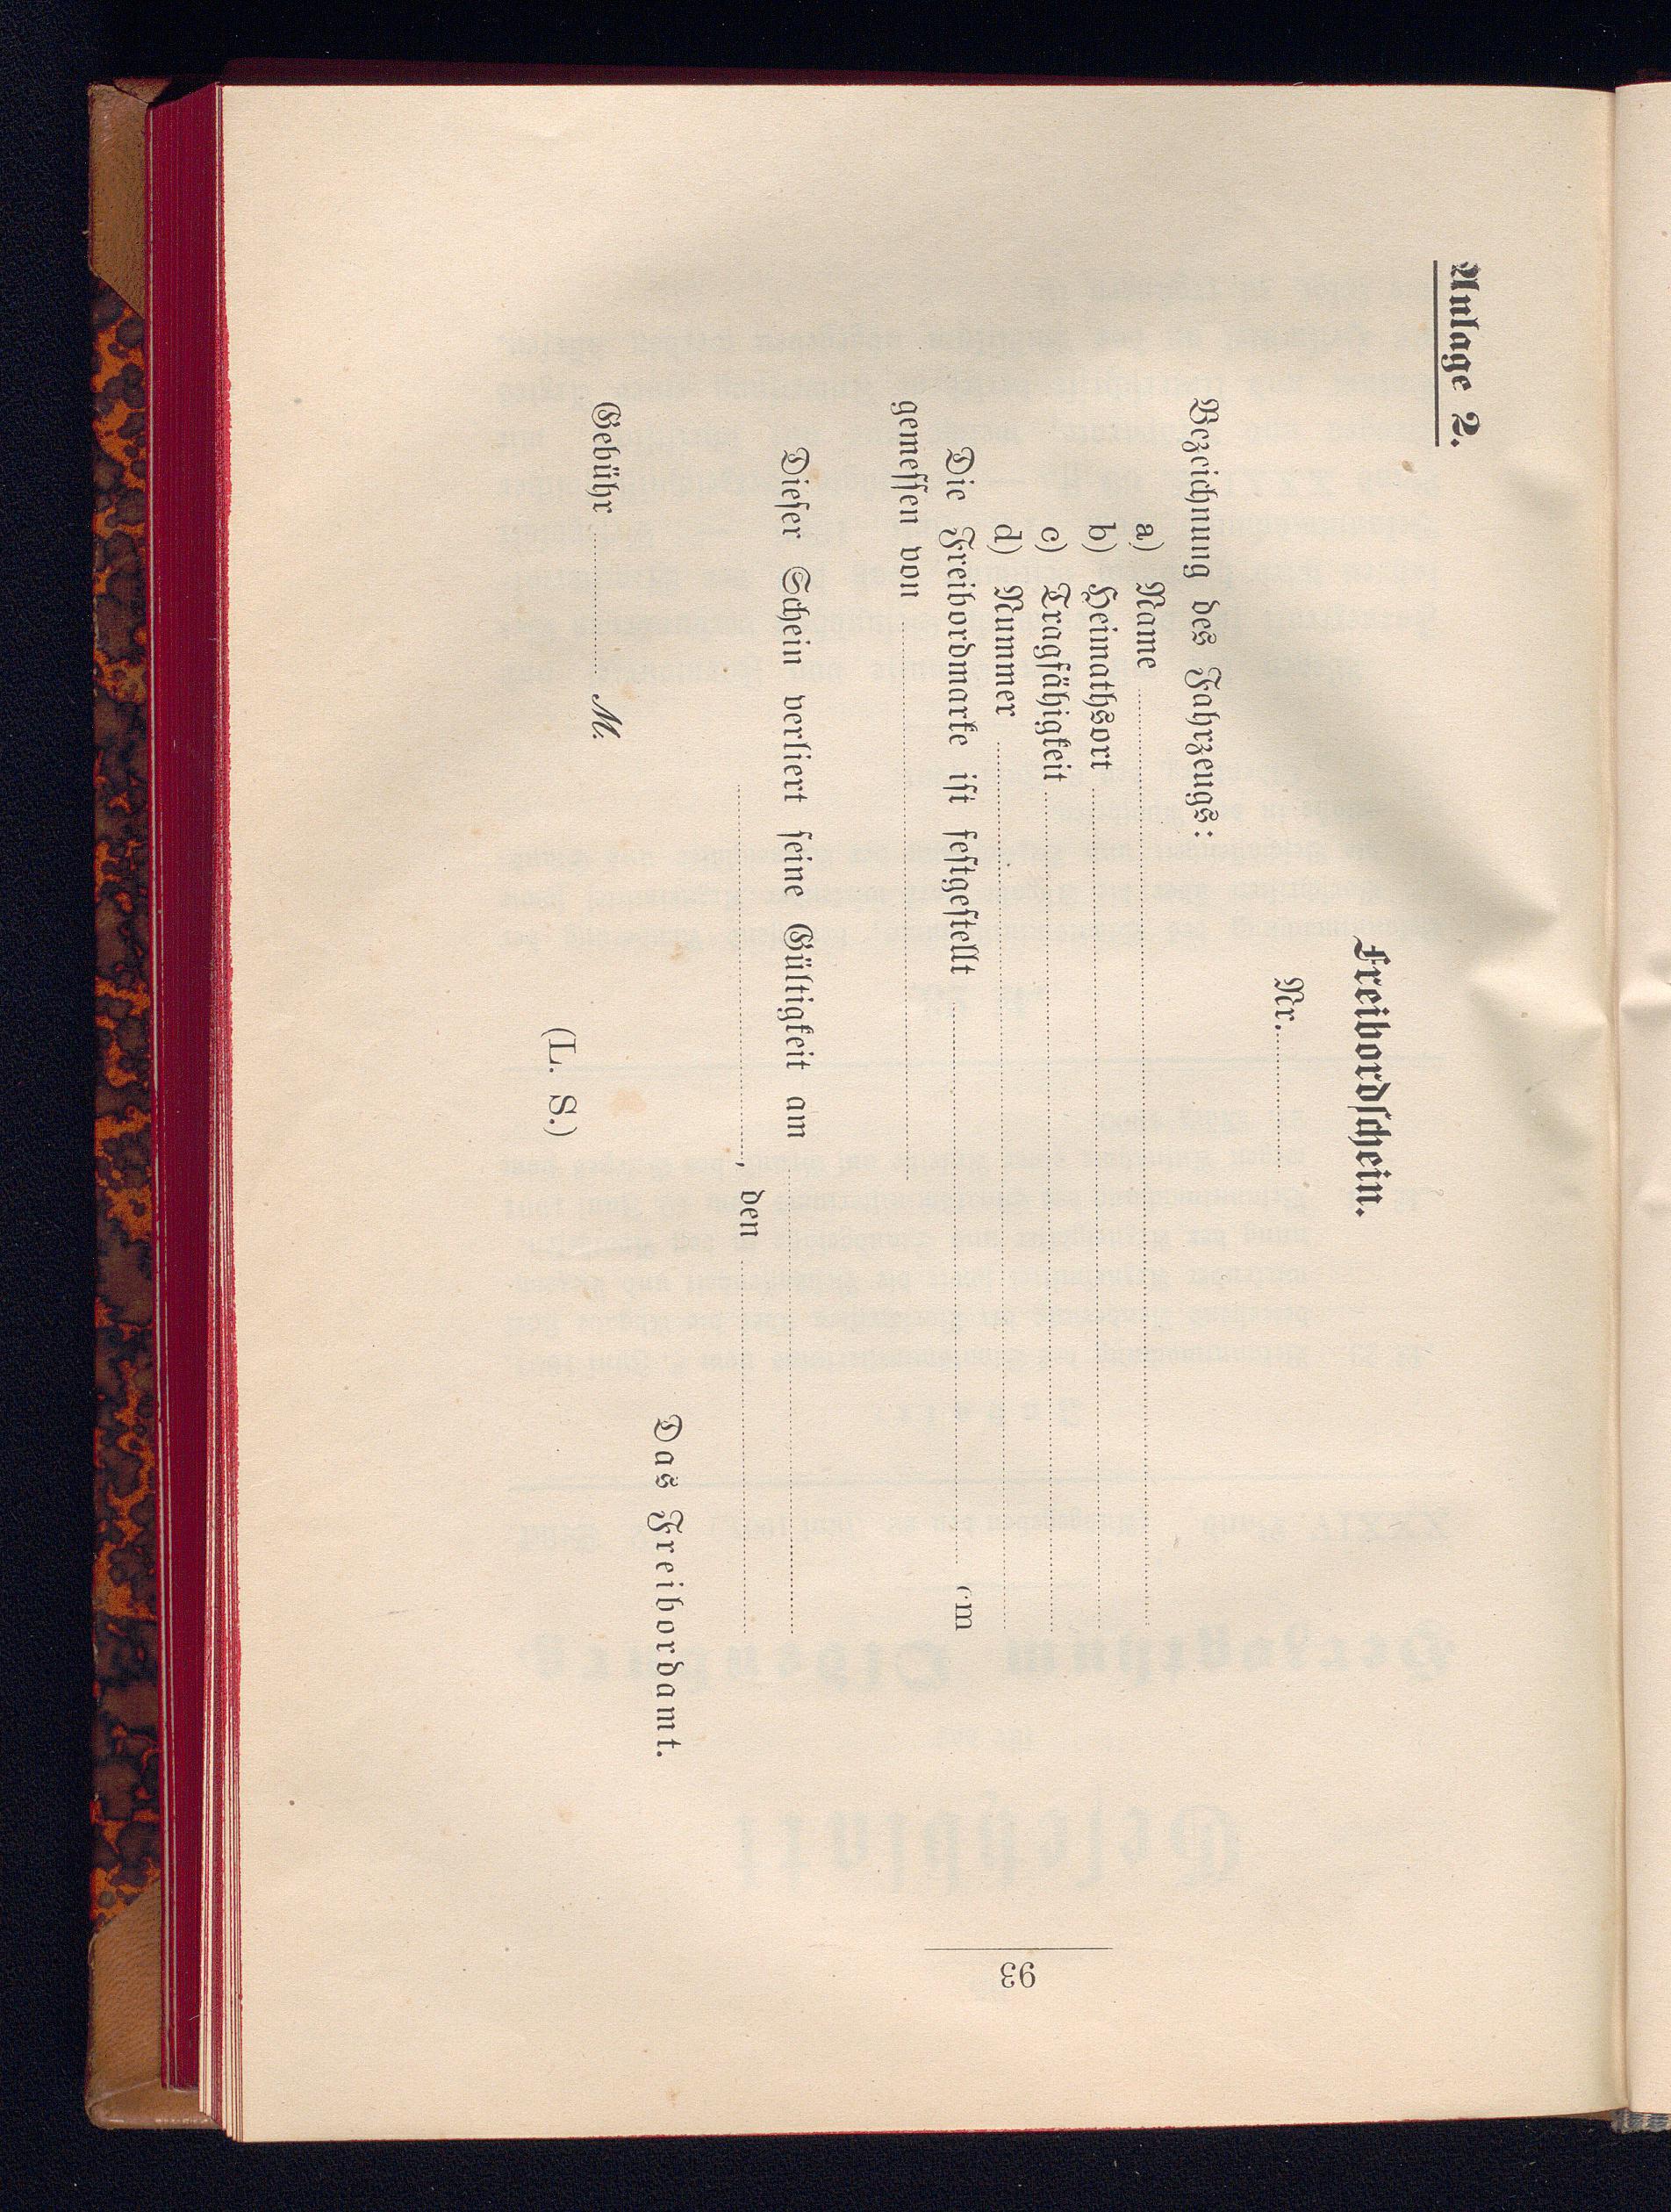 Anlage 2.
Freibordschein.
Nr.
Bezeichnung des Fahrzeugs:
a) Name
b) Heimathsort
c) Tragfähigkeit
d) Nummer
Die Freibordmarke ist festgestellt cm
gemessen von
Dieser Schein verliert seine Gültigkeit am
, den
Das Freibordamt.
Gebühr M.
(L. S.)
93